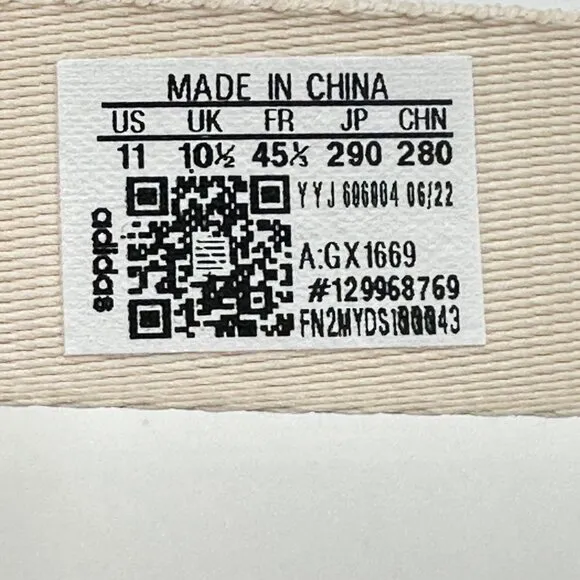 MADE IN CHINA
US UK FR JP CHN
11 10½ 45⅓ 290 280
YYJ 606004 06/22
A:GX1669
#129968769
adidas